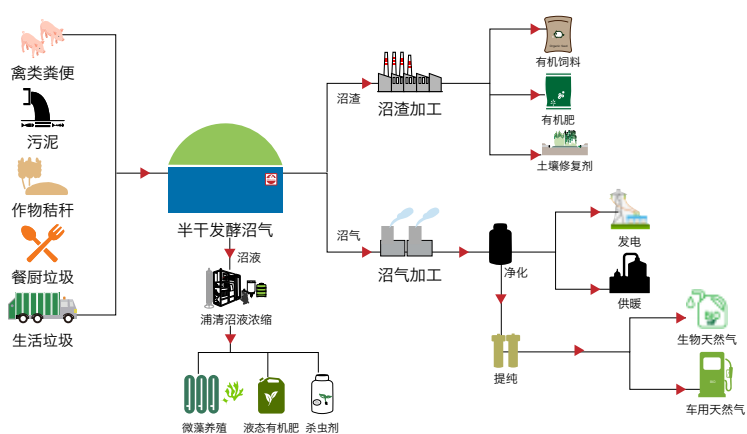 禽类粪便
污泥
作物秸秆
餐厨垃圾
生活垃圾
半干发酵沼气
沼液
浦清沼液浓缩
微藻养殖
液态有机肥
杀虫剂
沼渣
沼渣加工
有机饲料
有机肥
土壤修复剂
沼气
沼气加工
净化
发电
供暖
提纯
生物天然气
车用天然气